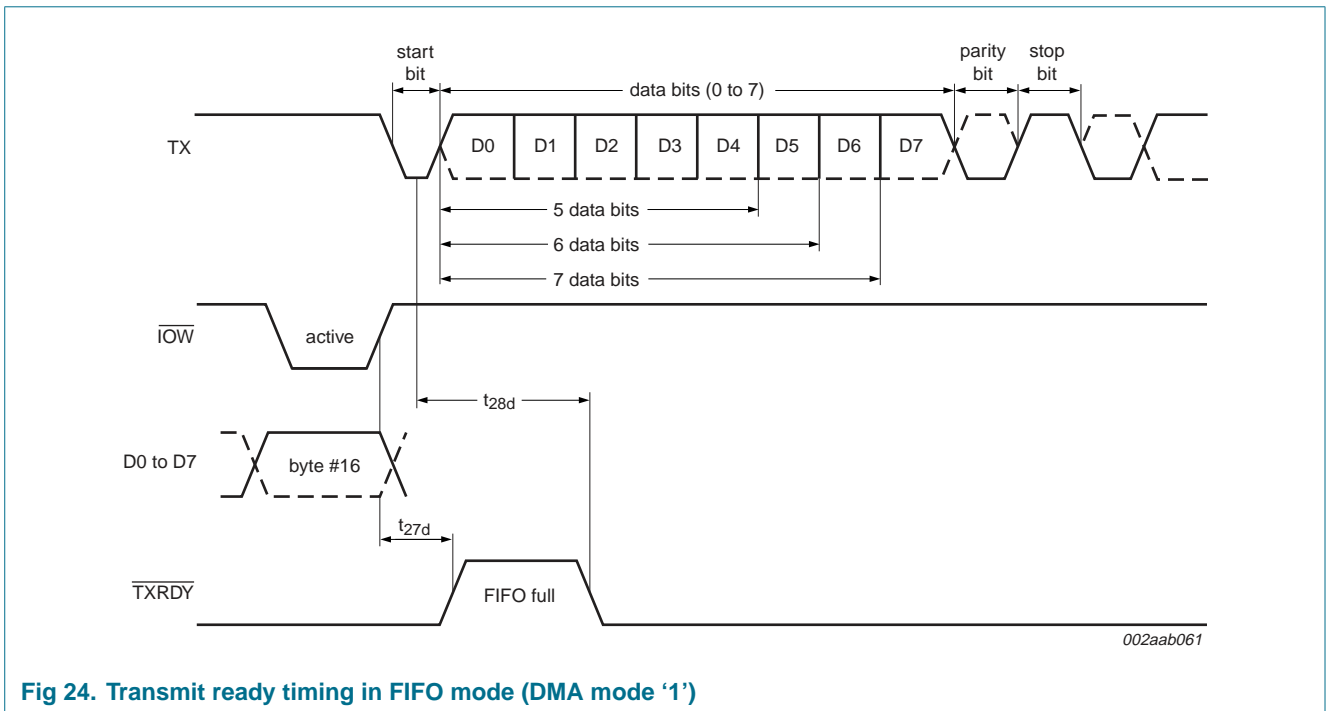 start
bit
data bits (0 to 7)
parity
bit
stop
bit
TX
D0 D1 D2 D3 D4 D5 D6 D7
5 data bits
6 data bits
7 data bits
IOW
active
t28d
D0 to D7
byte #16
t27d
TXRDY
FIFO full
002aab061
Fig 24. Transmit ready timing in FIFO mode (DMA mode ‘1’)